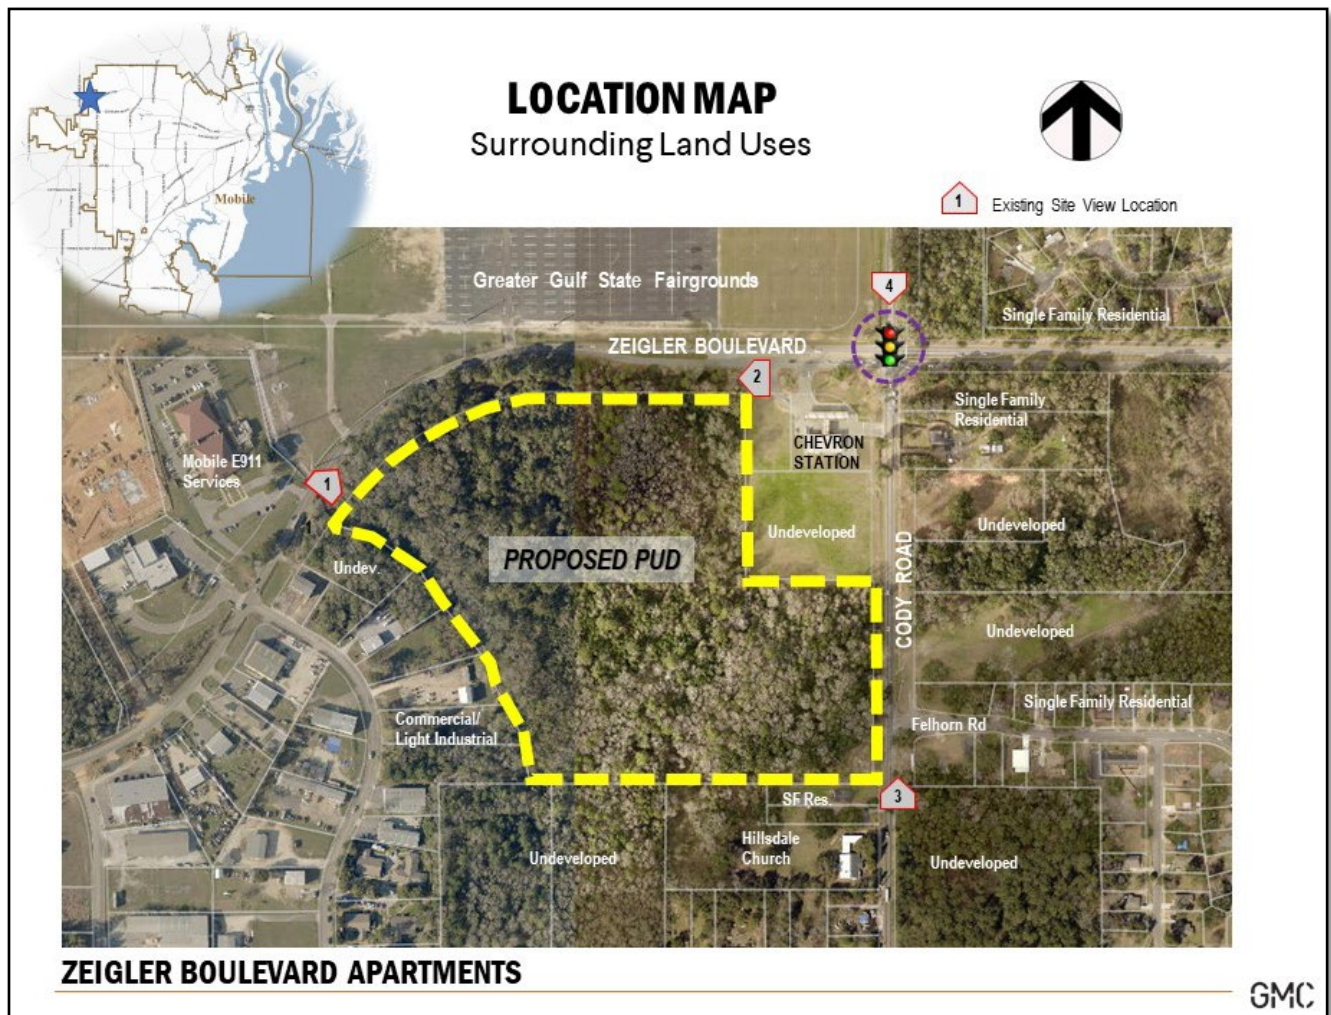 LOCATION MAP
Surrounding Land Uses
Mobile
1
Existing Site View Location
Greater Gulf State Fairgrounds
4
Single Family Residential
ZEIGLER BOULEVARD
2
Single Family
Residential
CHEVRON
STATION
Mobile E911
Services
1
1
Undeveloped
Undeveloped
PROPOSED PUD
Undev.
CODY ROAD
Undeveloped
Single Family Residential
Commercial/
Light Industrial
Felhorn Rd
SF Res.
3
Hillsdale
Church
Undeveloped
Undeveloped
ZEIGLER BOULEVARD APARTMENTS
GMC